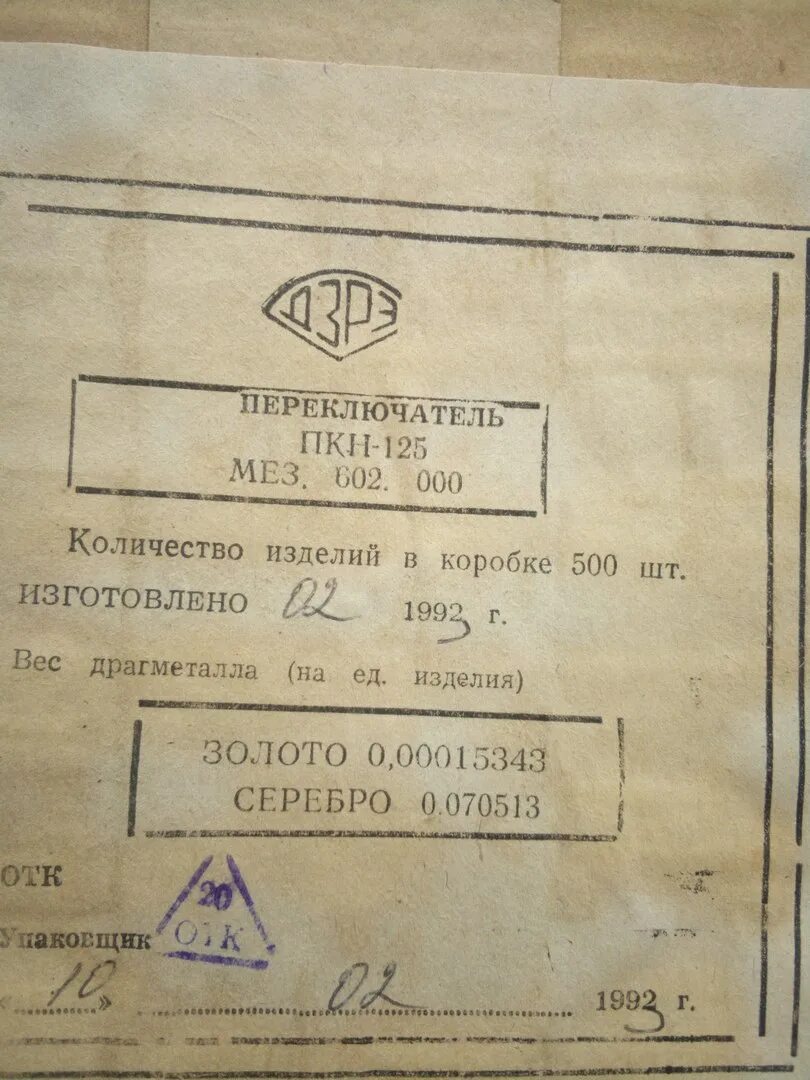 ДЗРЭ
ПЕРЕКЛЮЧАТЕЛЬ
ПКН-125
МЕЗ. 602. 000
Количество изделий в коробке 500 шт.
ИЗГОТОВЛЕНО 02 1993 г.
Вес драгметалла (на ед. изделия)
ЗОЛОТО 0,00015343
СЕРЕБРО 0.070513
ОТК
20
Упаковщик ОТК
«10» 02 1993 г.